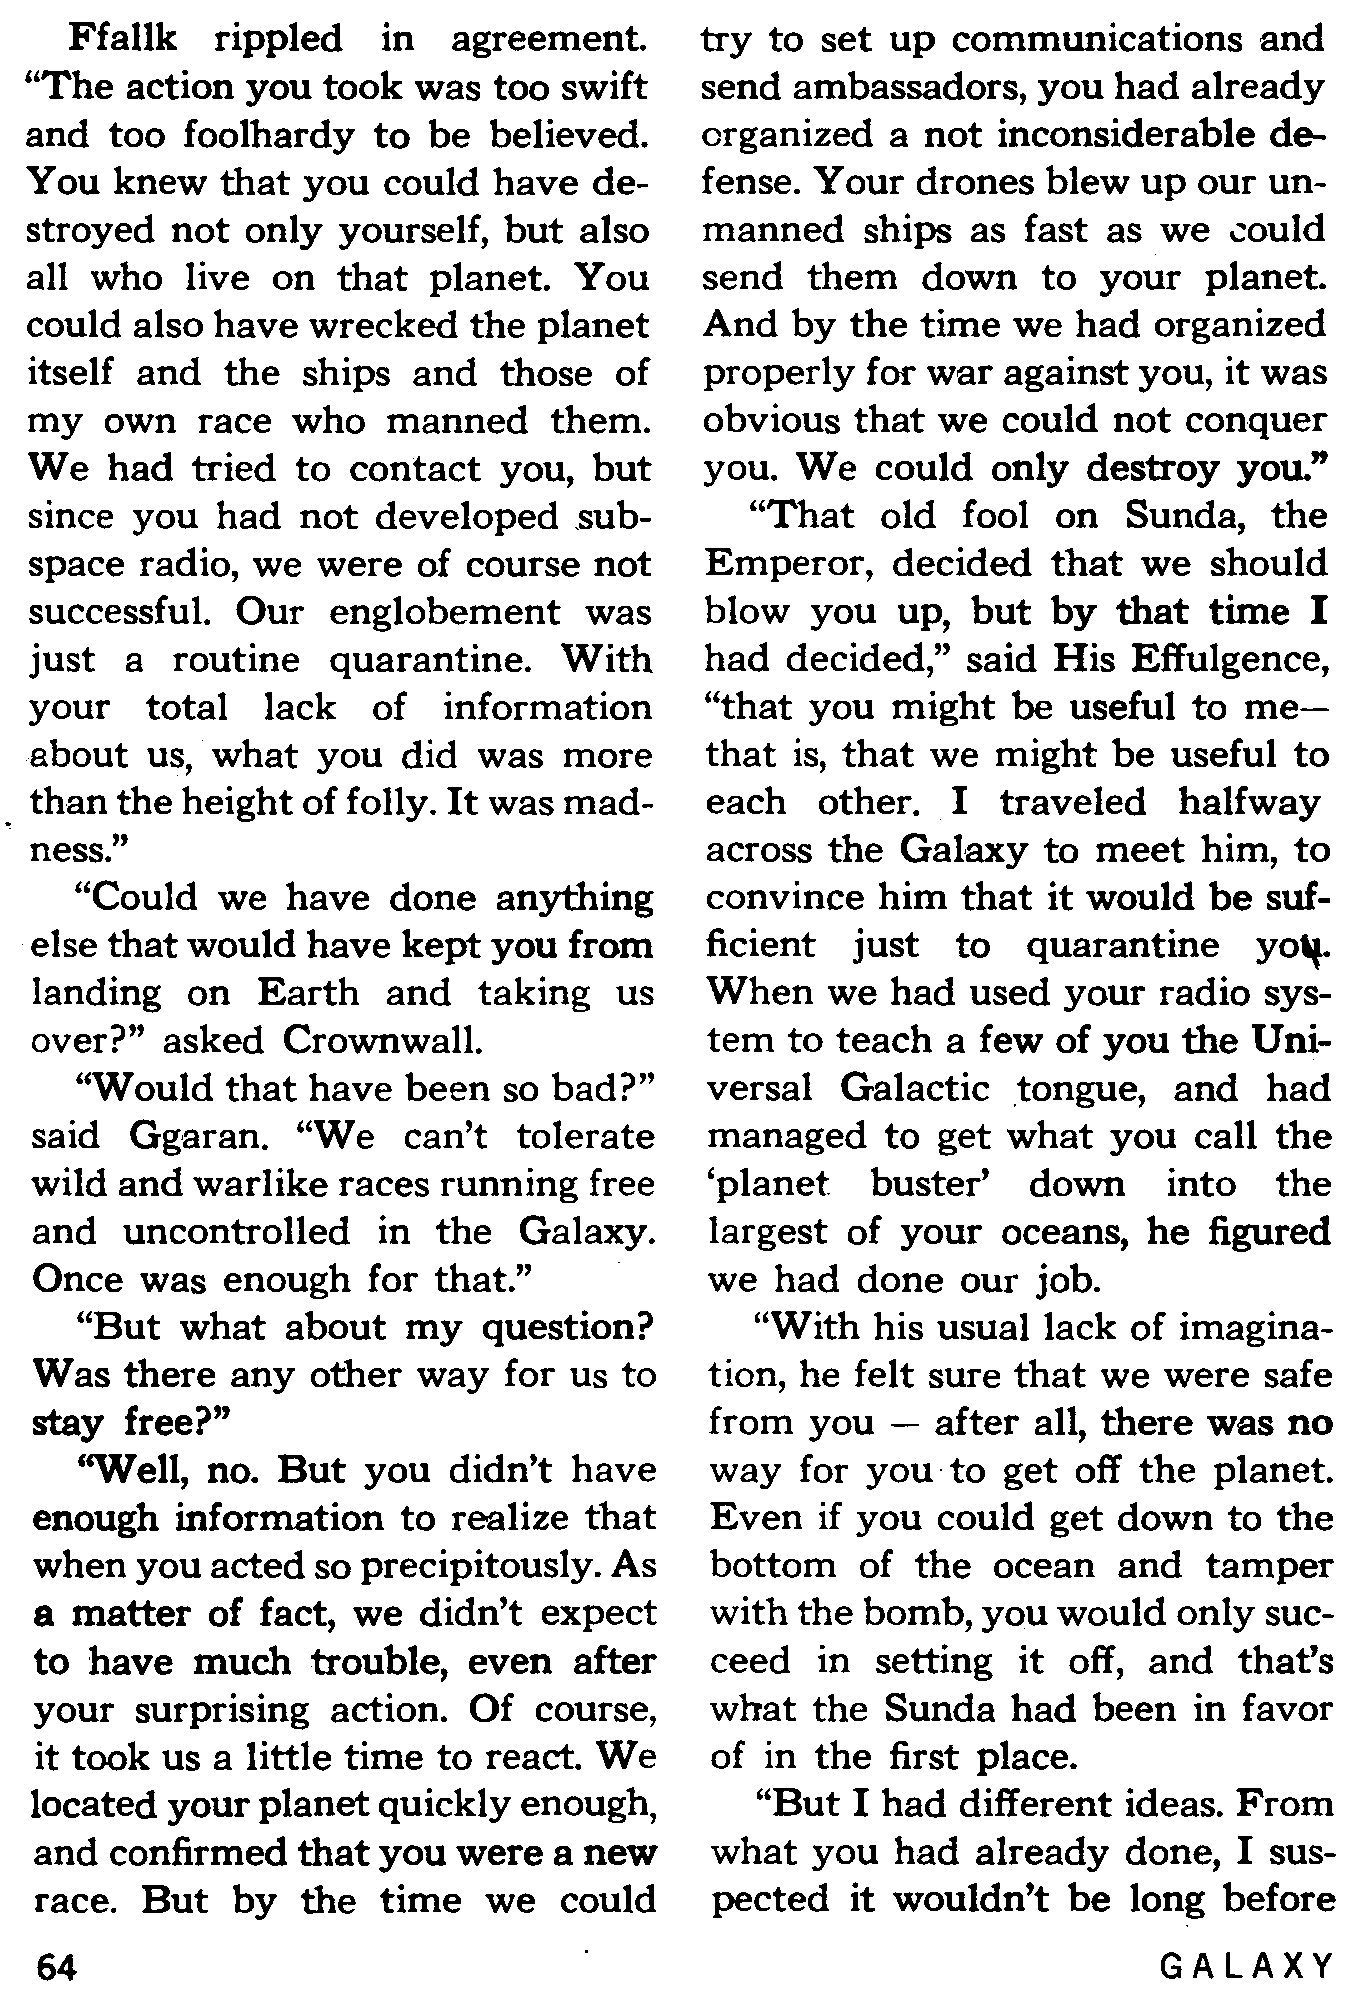 Ffallk rippled in agreement.
“The action you took was too swift
and too foolhardy to be believed.
You knew that you could have de-
stroyed not only yourself, but also
all who live on that planet. You
could also have wrecked the planet
itself and the ships and those of
my own race who manned them.
We had tried to contact you, but
since you had not developed sub-
space radio, we were of course not
successful. Our englobement was
just a routine quarantine. With
your total lack of information
about us, what you did was more
than the height of folly. It was mad-
ness.”
“Could we have done anything
else that would have kept you from
landing on Earth and taking us
over?” asked Crownwall.
“Would that have been so bad?”
said Ggaran. “We can’t tolerate
wild and warlike races running free
and uncontrolled in the Galaxy.
Once was enough for that.”
“But what about my question?
Was there any other way for us to
stay free?”
“Well, no. But you didn’t have
enough information to realize that
when you acted so precipitously. As
a matter of fact, we didn’t expect
to have much trouble, even after
your surprising action. Of course,
it took us a little time to react. We
located your planet quickly enough,
and confirmed that you were a new
race. But by the time we could
try to set up communications and
send ambassadors, you had already
organized a not inconsiderable de-
fense. Your drones blew up our un-
manned ships as fast as we could
send them down to your planet.
And by the time we had organized
properly for war against you, it was
obvious that we could not conquer
you. We could only destroy you.”
“That old fool on Sunda, the
Emperor, decided that we should
blow you up, but by that time I
had decided,” said His Effulgence,
“that you might be useful to me—
that is, that we might be useful to
each other. I traveled halfway
across the Galaxy to meet him, to
convince him that it would be suf-
ficient just to quarantine you.
When we had used your radio sys-
tem to teach a few of you the Uni-
versal Galactic tongue, and had
managed to get what you call the
‘planet buster’ down into the
largest of your oceans, he figured
we had done our job.
“With his usual lack of imagina-
tion, he felt sure that we were safe
from you — after all, there was no
way for you to get off the planet.
Even if you could get down to the
bottom of the ocean and tamper
with the bomb, you would only suc-
ceed in setting it off, and that’s
what the Sunda had been in favor
of in the first place.
“But I had different ideas. From
what you had already done, I sus-
pected it wouldn’t be long before
64
GALAXY